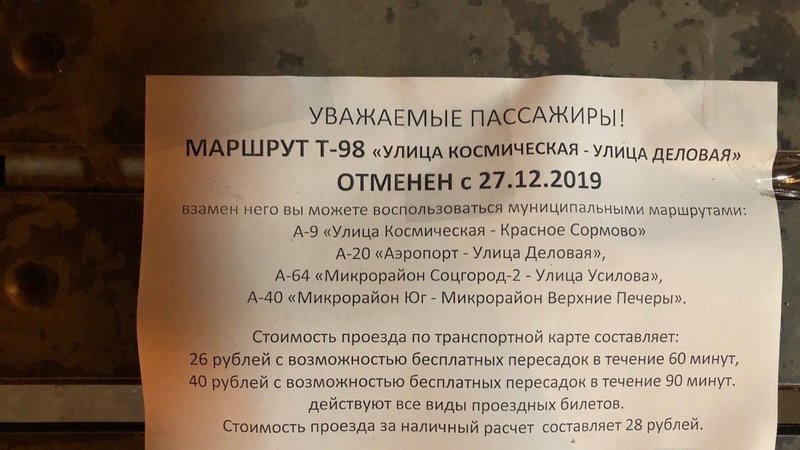 УВАЖАЕМЫЕ ПАССАЖИРЫ!
МАРШРУТ Т-98 «УЛИЦА КОСМИЧЕСКАЯ - УЛИЦА ДЕЛОВАЯ»
ОТМЕНЕН с 27.12.2019
взамен него вы можете воспользоваться муниципальными маршрутами:
А-9 «Улица Космическая - Красное Сормово»
А-20 «Аэропорт - Улица Деловая»,
А-64 «Микрорайон Соцгород-2 - Улица Усилова»,
А-40 «Микрорайон Юг - Микрорайон Верхние Печеры».
Стоимость проезда по транспортной карте составляет:
26 рублей с возможностью бесплатных пересадок в течение 60 минут,
40 рублей с возможностью бесплатных пересадок в течение 90 минут.
действуют все виды проездных билетов.
Стоимость проезда за наличный расчет составляет 28 рублей.